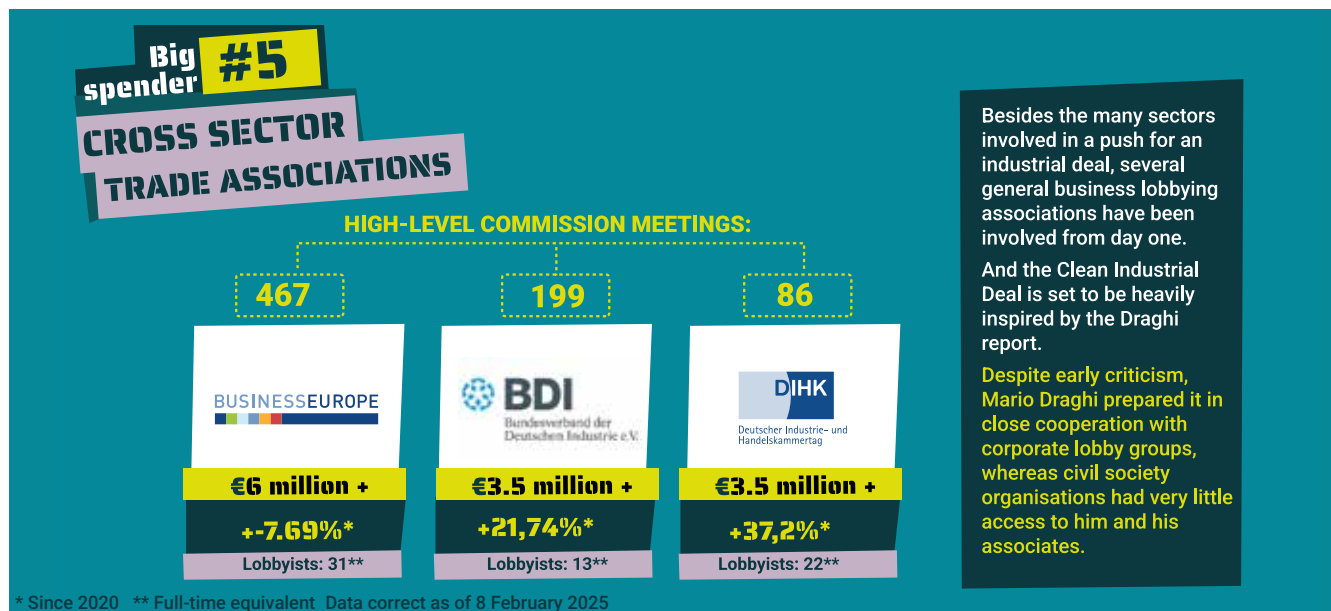 Big
spender
#5
CROSS SECTOR
TRADE ASSOCIATIONS
HIGH-LEVEL COMMISSION MEETINGS:
467
199
86
BUSINESSEUROPE
BDI
Bundesverband der
Deutschen Industrie e.V.
DIHK
Deutscher Industrie- und
Handelskammertag
€6 million +
€3.5 million +
€3.5 million +
+-7.69%*
+21,74%*
+37,2%*
Lobbyists: 31**
Lobbyists: 13**
Lobbyists: 22**
Besides the many sectors
involved in a push for an
industrial deal, several
general business lobbying
associations have been
involved from day one.
And the Clean Industrial
Deal is set to be heavily
inspired by the Draghi
report.
Despite early criticism,
Mario Draghi prepared it in
close cooperation with
corporate lobby groups,
whereas civil society
organisations had very little
access to him and his
associates.
* Since 2020 ** Full-time equivalent Data correct as of 8 February 2025